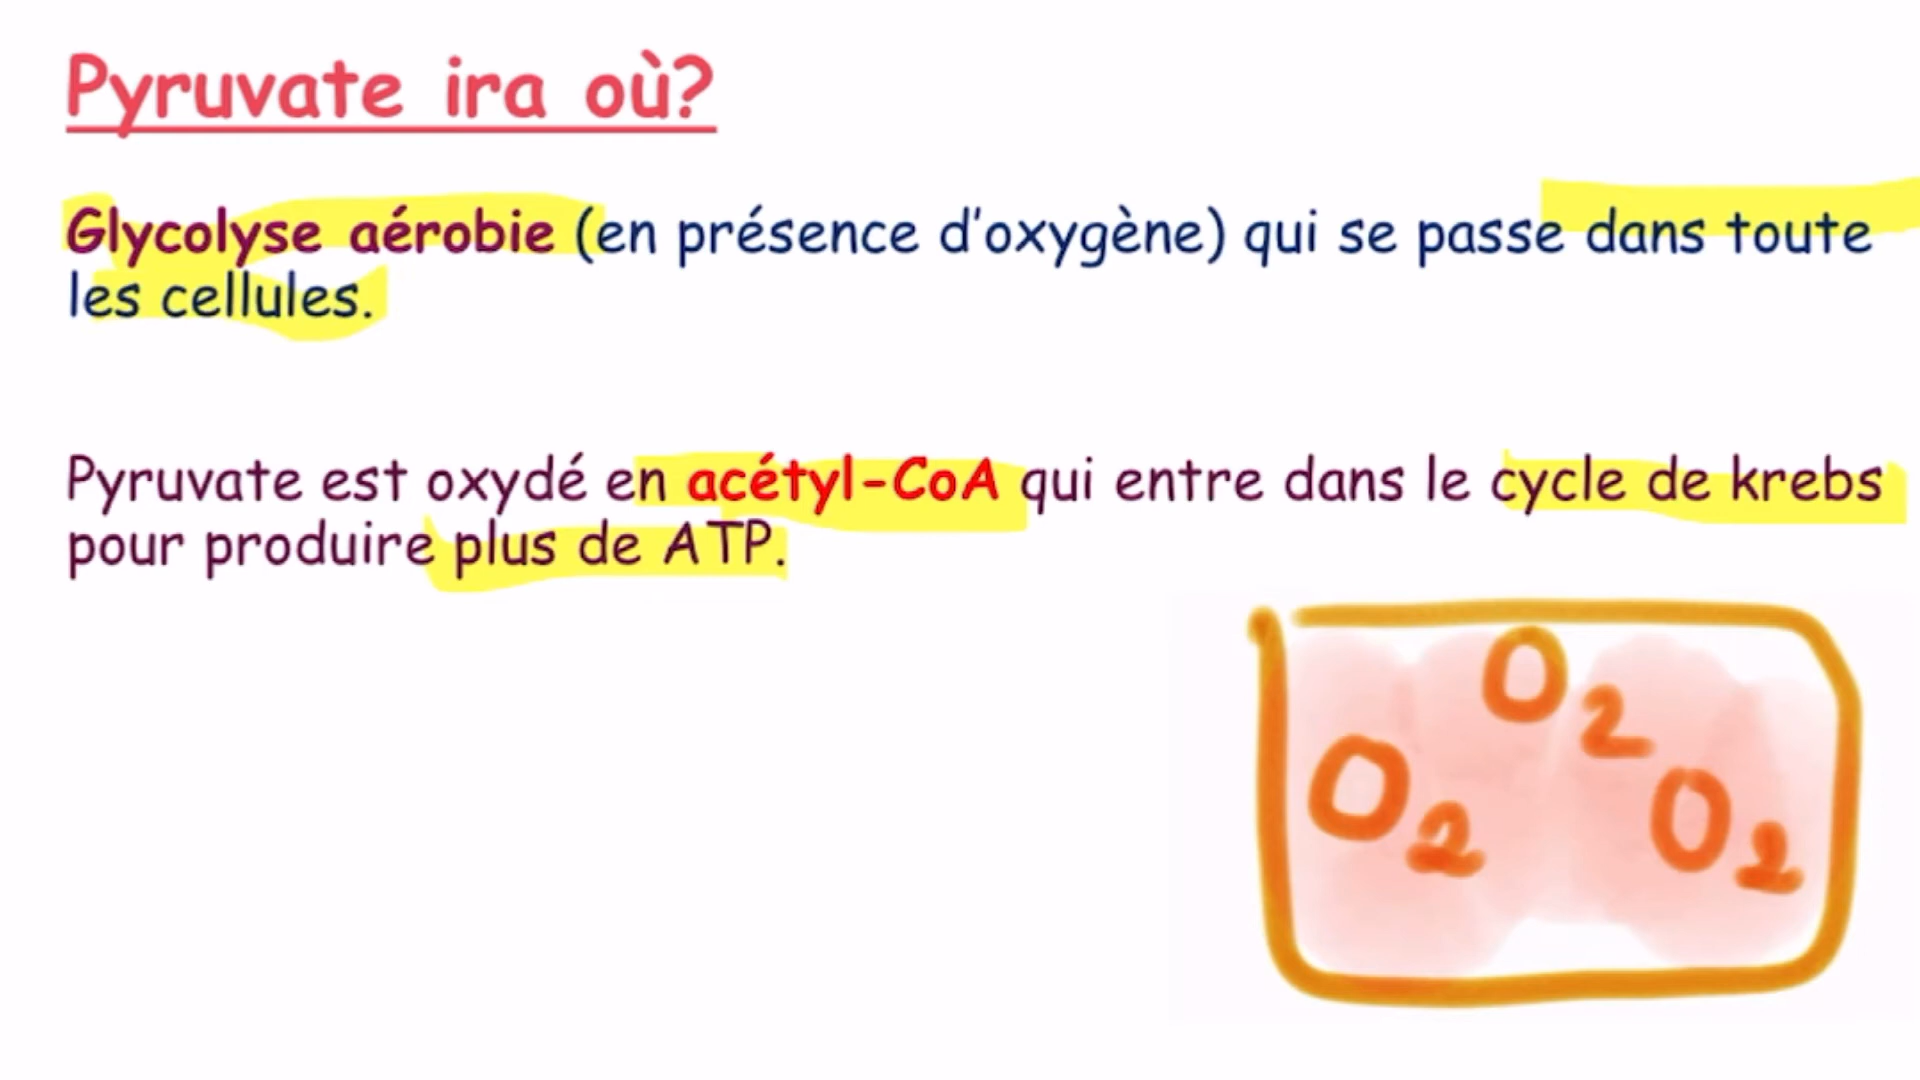 Pyruvate ira où?
Glycolyse aérobie (en présence d'oxygène) qui se passe dans toute
les cellules.
Pyruvate est oxydé en acétyl-CoA qui entre dans le cycle de krebs
pour produire plus de ATP.
O2
O2
O2